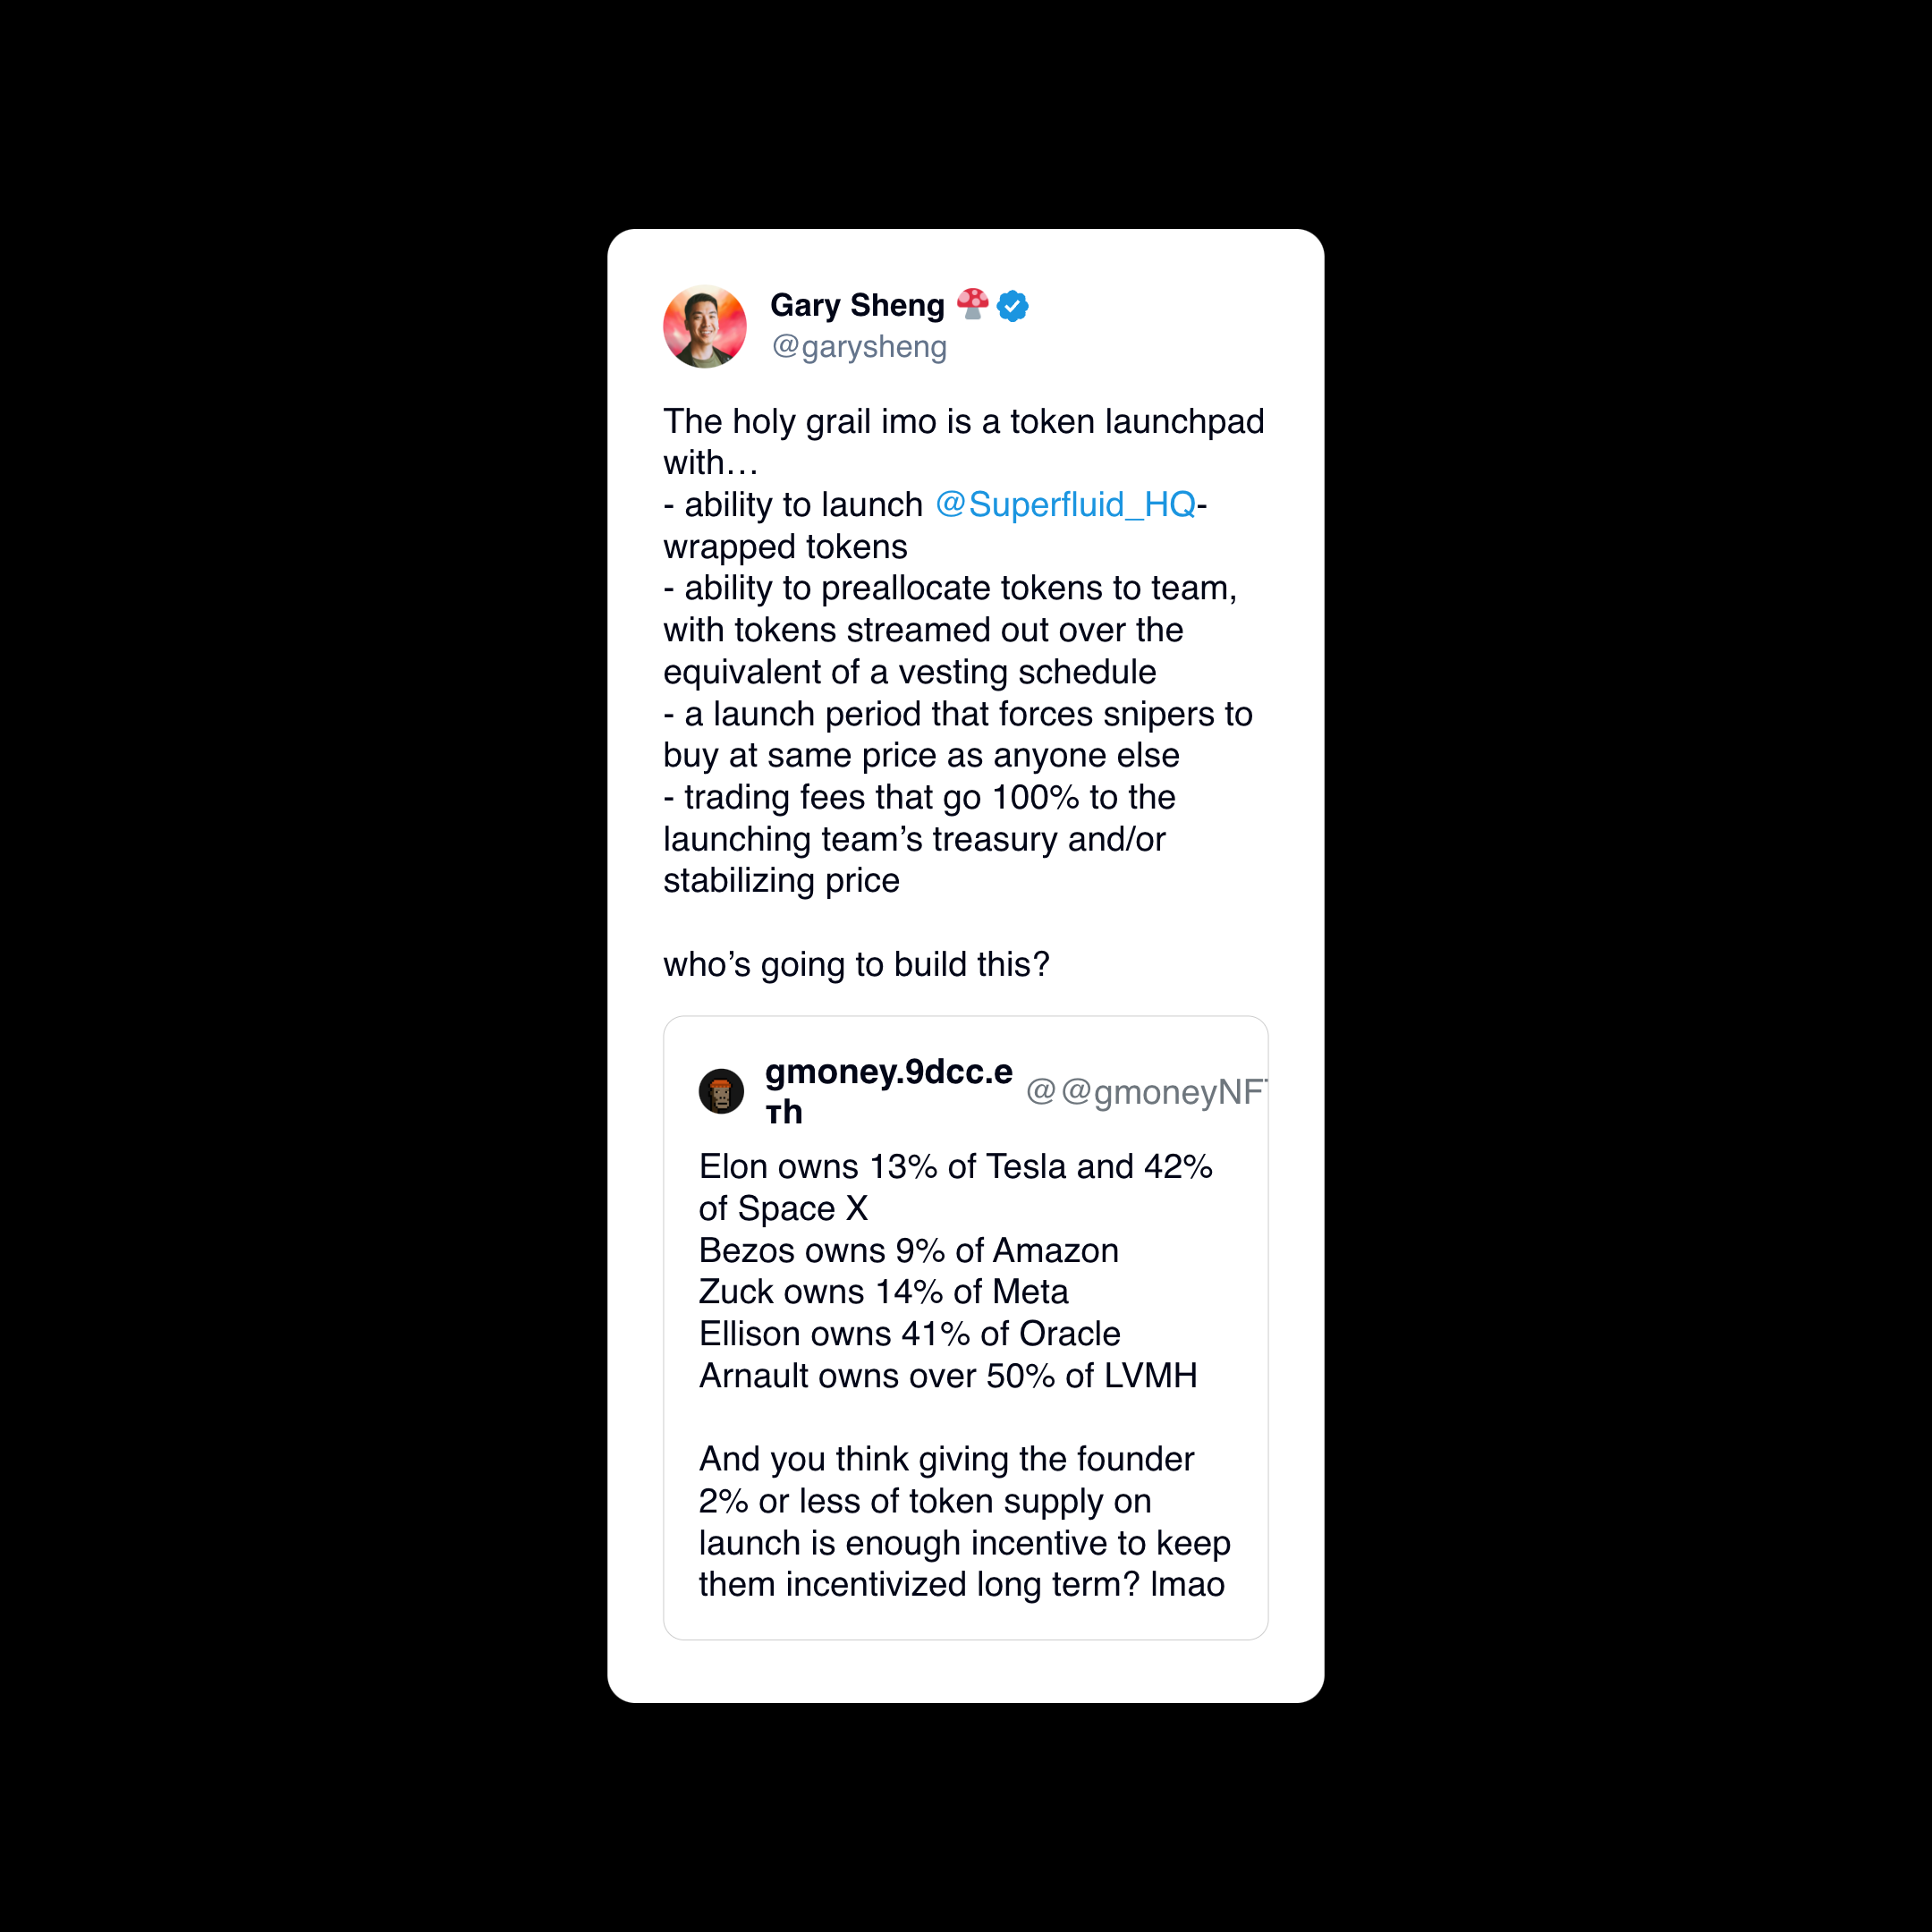 Gary Sheng 🍄
@garysheng
The holy grail imo is a token launchpad
with…
- ability to launch @Superfluid_HQ-
wrapped tokens
- ability to preallocate tokens to team,
with tokens streamed out over the
equivalent of a vesting schedule
- a launch period that forces snipers to
buy at same price as anyone else
- trading fees that go 100% to the
launching team’s treasury and/or
stabilizing price
who’s going to build this?
gmoney.9dcc.e
тh
@@gmoneyNF
Elon owns 13% of Tesla and 42%
of Space X
Bezos owns 9% of Amazon
Zuck owns 14% of Meta
Ellison owns 41% of Oracle
Arnault owns over 50% of LVMH
And you think giving the founder
2% or less of token supply on
launch is enough incentive to keep
them incentivized long term? lmao